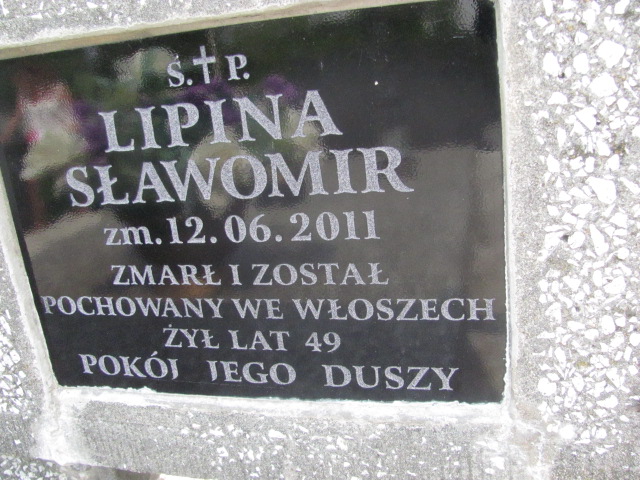 Ś.✝P.
LIPINA
SŁAWOMIR
zm. 12. 06. 2011
ZMARŁ I ZOSTAŁ
POCHOWANY WE WŁOSZECH
ŻYŁ LAT 49
POKÓJ JEGO DUSZY